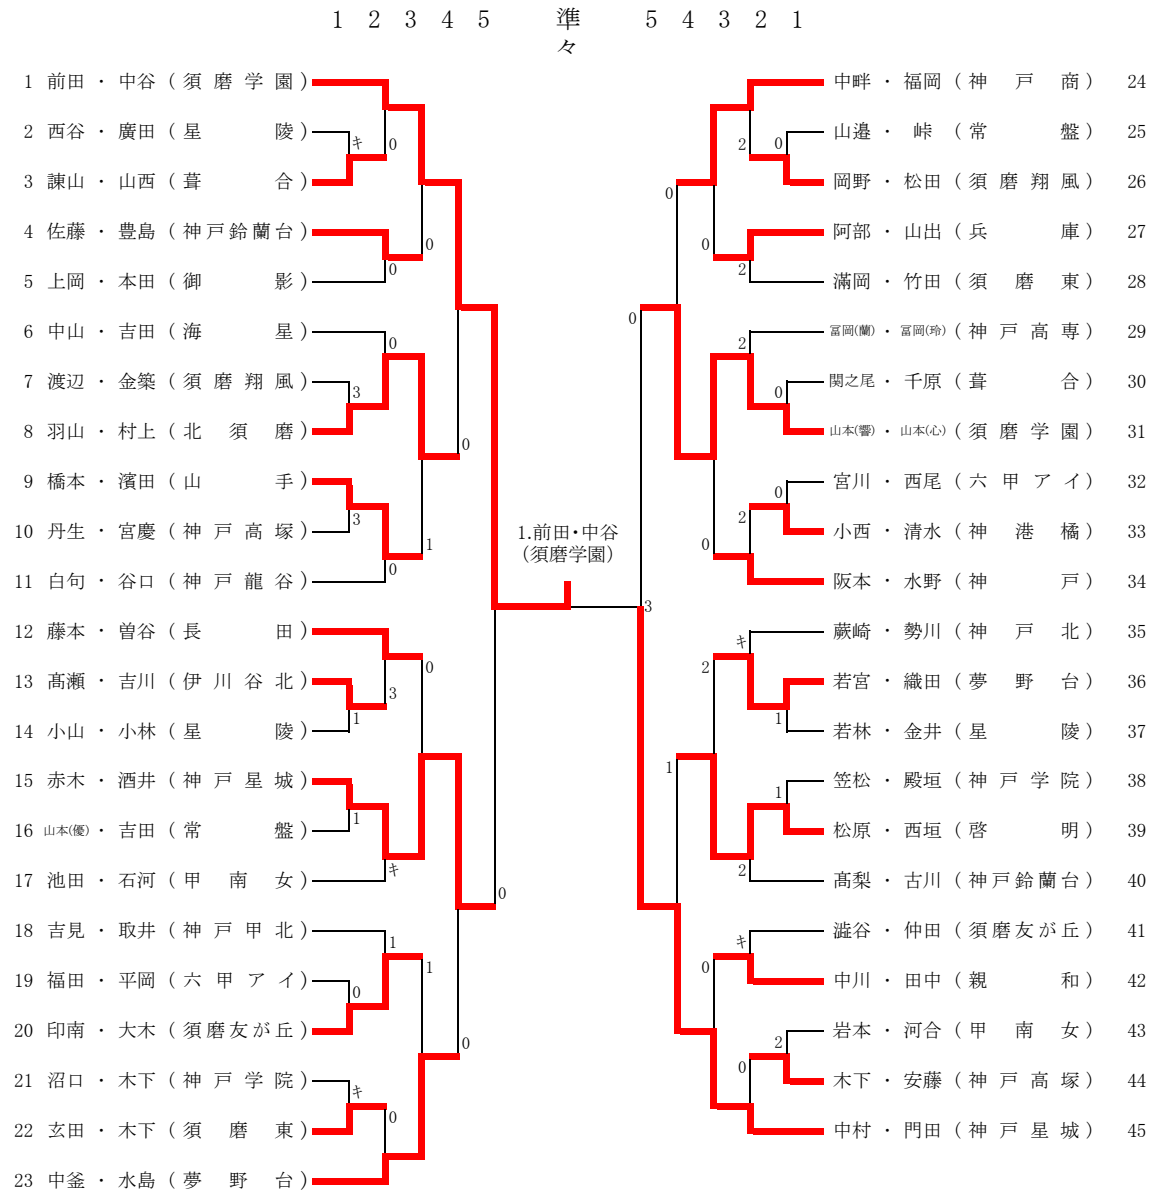 1 2 3 4 5 準々 5 4 3 2 1
1 前田 ・ 中谷 ( 須磨学園 )
2 西谷 ・ 廣田 ( 星陵 )
3 諫山 ・ 山西 ( 葺合 )
4 佐藤 ・ 豊島 ( 神戸鈴蘭台 )
5 上岡 ・ 本田 ( 御影 )
6 中山 ・ 吉田 ( 海星 )
7 渡辺 ・ 金築 ( 須磨翔風 )
8 羽山 ・ 村上 ( 北須磨 )
9 橋本 ・ 濱田 ( 山手 )
10 丹生 ・ 宮慶 ( 神戸高塚 )
11 白旬 ・ 谷口 ( 神戸龍谷 )
12 藤本 ・ 曽谷 ( 長田 )
13 髙瀬 ・ 吉川 ( 伊川谷北 )
14 小山 ・ 小林 ( 星陵 )
15 赤木 ・ 酒井 ( 神戸星城 )
16 山本(優) ・ 吉田 ( 常盤 )
17 池田 ・ 石河 ( 甲南女 )
18 吉見 ・ 取井 ( 神戸甲北 )
19 福田 ・ 平岡 ( 六甲アイ )
20 印南 ・ 大木 ( 須磨友が丘 )
21 沼口 ・ 木下 ( 神戸学院 )
22 玄田 ・ 木下 ( 須磨東 )
23 中釜 ・ 水島 ( 夢野台 )
キ
0
0
0
0
3
0
3
0
1
0
1
3
0
1
キ
0
1
0
1
キ
0
0
1.前田・中谷
(須磨学園)
3
中畔 ・ 福岡 ( 神戸商 ) 24
山邉 ・ 峠 ( 常盤 ) 25
岡野 ・ 松田 ( 須磨翔風 ) 26
阿部 ・ 山出 ( 兵庫 ) 27
滿岡 ・ 竹田 ( 須磨東 ) 28
冨岡(蘭) ・ 冨岡(玲) ( 神戸高専 ) 29
関之尾 ・ 千原 ( 葺合 ) 30
山本(響) ・ 山本(心) ( 須磨学園 ) 31
宮川 ・ 西尾 ( 六甲アイ ) 32
小西 ・ 清水 ( 神港橘 ) 33
阪本 ・ 水野 ( 神戸 ) 34
蕨崎 ・ 勢川 ( 神戸北 ) 35
若宮 ・ 織田 ( 夢野台 ) 36
若林 ・ 金井 ( 星陵 ) 37
笠松 ・ 殿垣 ( 神戸学院 ) 38
松原 ・ 西垣 ( 啓明 ) 39
髙梨 ・ 古川 ( 神戸鈴蘭台 ) 40
澁谷 ・ 仲田 ( 須磨友が丘 ) 41
中川 ・ 田中 ( 親和 ) 42
岩本 ・ 河合 ( 甲南女 ) 43
木下 ・ 安藤 ( 神戸高塚 ) 44
中村 ・ 門田 ( 神戸星城 ) 45
2
0
0
0
2
0
2
0
0
2
0
キ
2
1
1
1
2
キ
0
2
0